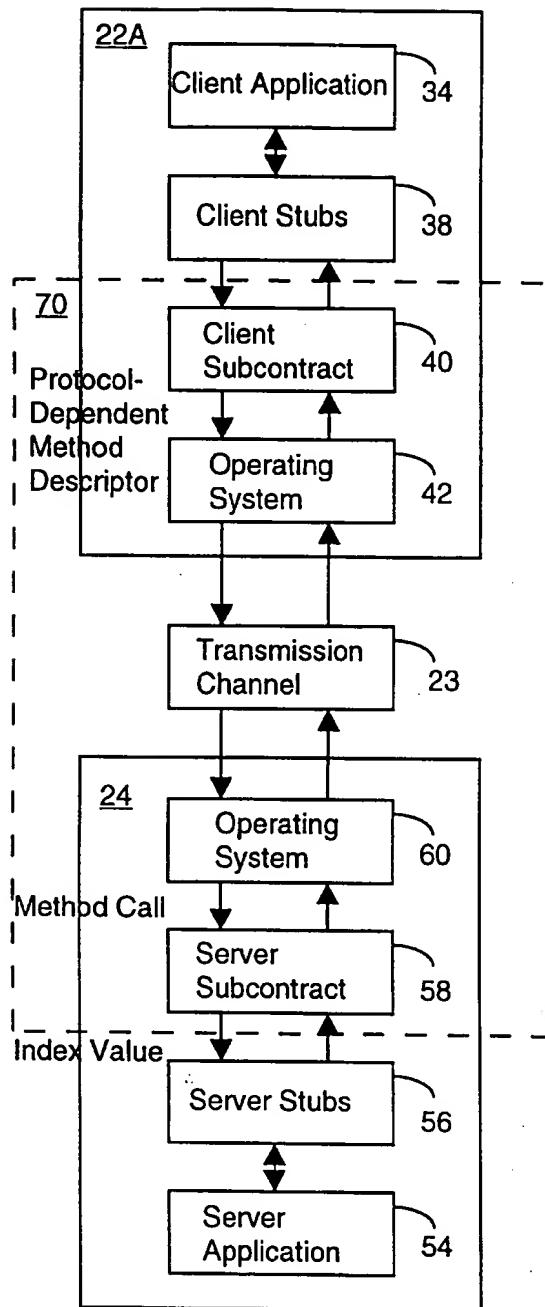 22A
Client Application
34
Client Stubs
38
70
Client
Subcontract
40
Protocol-
Dependent
Method
Descriptor
Operating
System
42
Transmission
Channel
23
24
Operating
System
60
Method Call
Server
Subcontract
58
Index Value
Server Stubs
56
Server
Application
54